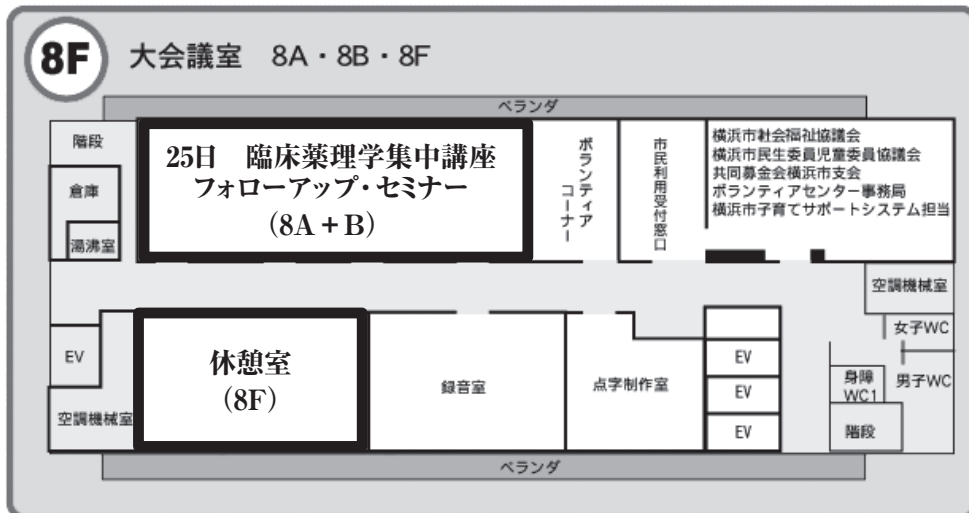 8F
大会議室 8A・8B・8F
ベランダ
階段
倉庫
湯沸室
25日 臨床薬理学集中講座
フォローアップ・セミナー
(8A+B)
ボランティア
コーナー
市民利用受付窓口
横浜市社会福祉協議会
横浜市民生委員児童委員協議会
共同募金会横浜市支会
ボランティアセンター事務局
横浜市子育てサポートシステム担当
空調機械室
女子WC
男子WC
身障
WC1
階段
EV
空調機械室
休憩室
(8F)
録音室
点字制作室
EV
EV
EV
ベランダ